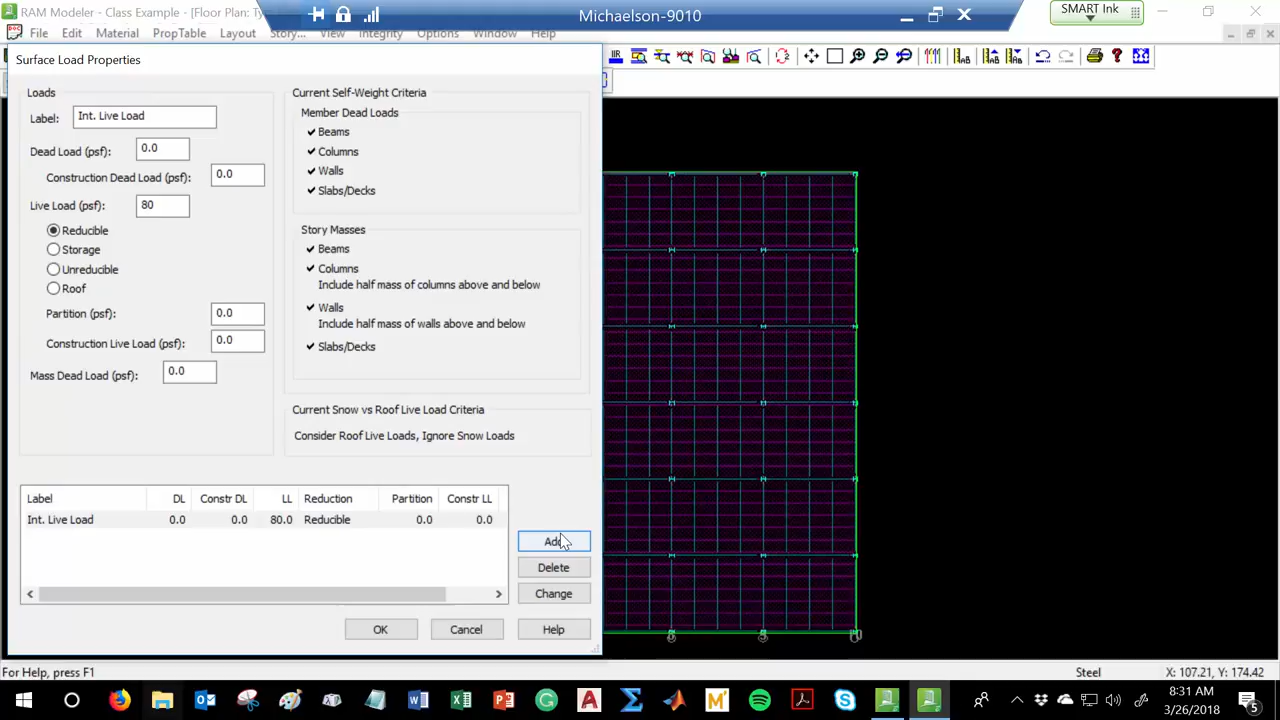 RAM Modeler - Class Example - [Floor Plan: Ty
Michaelson-9010
SMART Ink
File Edit Material PropTable Layout Story... View Integrity Options Window Help
Surface Load Properties
Loads
Label: Int. Live Load
Dead Load (psf): 0.0
Construction Dead Load (psf): 0.0
Live Load (psf): 80
Reducible
Storage
Unreducible
Roof
Partition (psf): 0.0
Construction Live Load (psf): 0.0
Mass Dead Load (psf): 0.0
Current Self-Weight Criteria
Member Dead Loads
Beams
Columns
Walls
Slabs/Decks
Story Masses
Beams
Columns
Include half mass of columns above and below
Walls
Include half mass of walls above and below
Slabs/Decks
Current Snow vs Roof Live Load Criteria
Consider Roof Live Loads, Ignore Snow Loads
Label DL Constr DL LL Reduction Partition Constr LL
Int. Live Load 0.0 0.0 80.0 Reducible 0.0 0.0
Add
Delete
Change
OK Cancel Help
For Help, press F1
Steel
X: 107.21, Y: 174.42
8:31 AM
3/26/2018